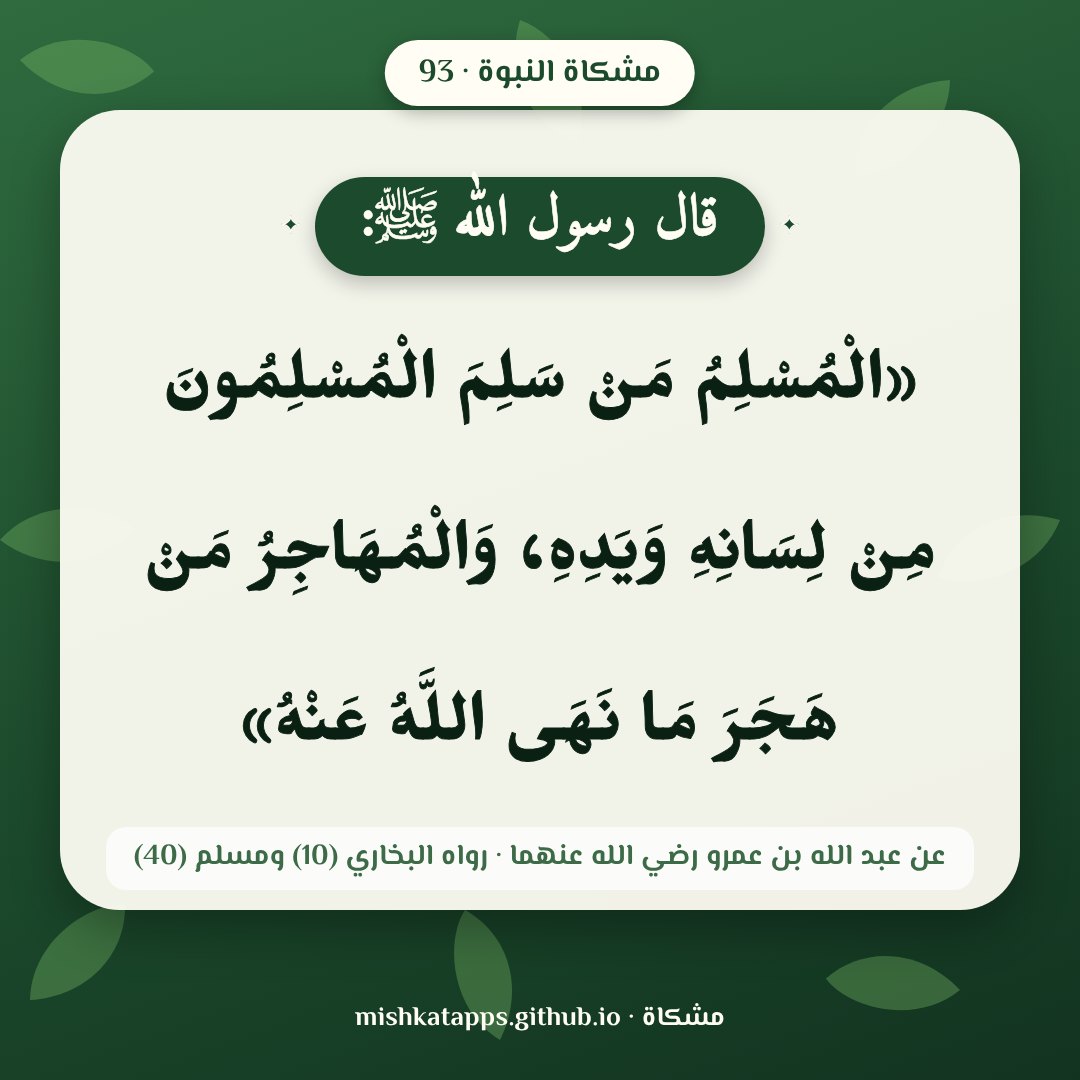 مشكاة النبوة · 93
قال رسول الله ﷺ:
«الْمُسْلِمُ مَنْ سَلِمَ الْمُسْلِمُونَ
مِنْ لِسَانِهِ وَيَدِهِ، وَالْمُهَاجِرُ مَنْ
هَجَرَ مَا نَهَى اللَّهُ عَنْهُ»
عن عبد الله بن عمرو رضي الله عنهما · رواه البخاري (10) ومسلم (40)
مشكاة · mishkatapps.github.io